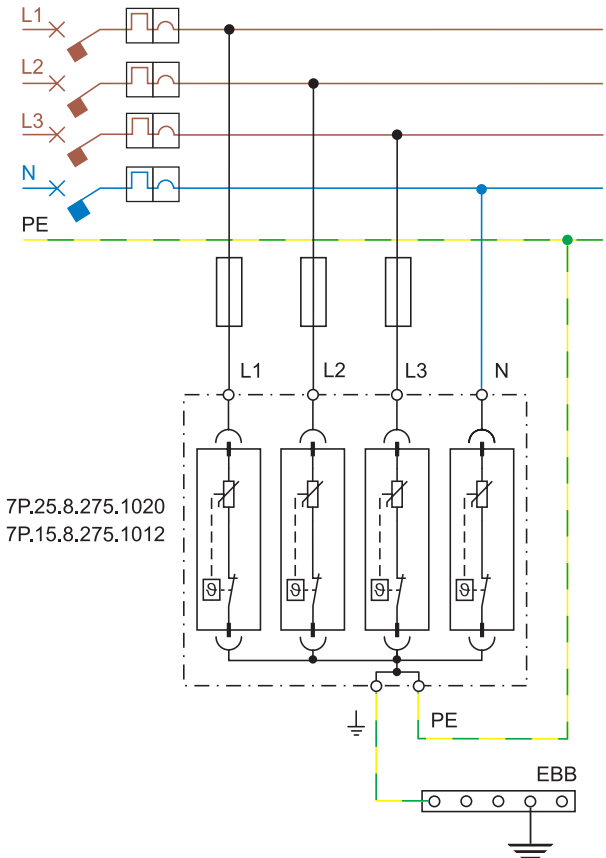 L1
L2
L3
N
PE
L1 L2 L3 N
7P.25.8.275.1020
7P.15.8.275.1012
ϑ ϑ ϑ ϑ
PE
EBB